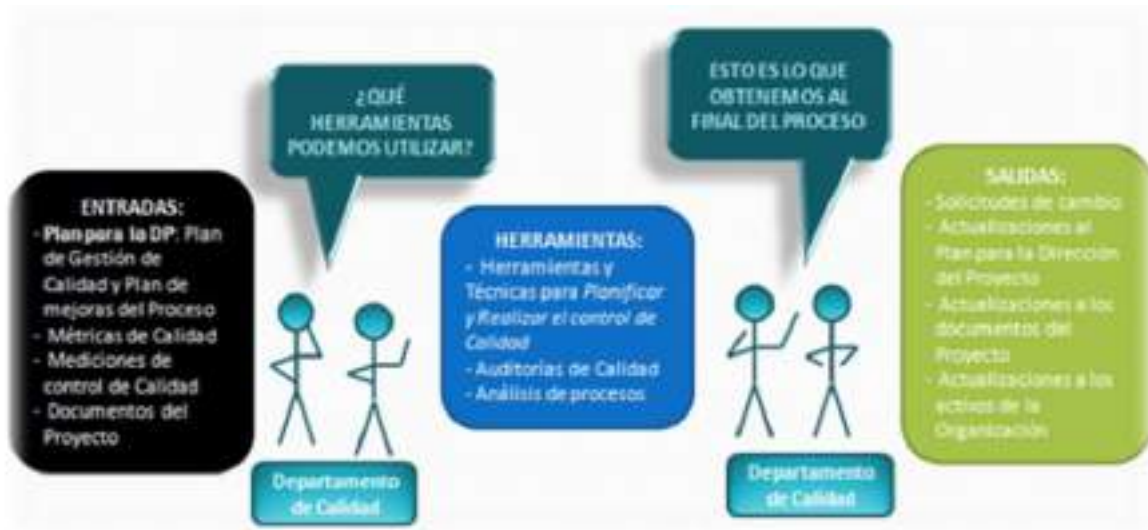 ¿QUÉ
HERRAMIENTAS
PODEMOS UTILIZAR?
ESTO ES LO QUE
OBTENEMOS AL
FINAL DEL PROCESO
ENTRADAS:
- Plan para la DP: Plan
de Gestión de
Calidad y Plan de
mejoras del Proceso
- Métricas de Calidad
- Mediciones de
control de Calidad
- Documentos del
Proyecto
HERRAMIENTAS:
- Herramientas y
Técnicas para Planificar
y Realizar el control de
Calidad
- Auditorías de Calidad
- Análisis de procesos
SALIDAS:
- Solicitudes de cambio
- Actualizaciones al
Plan para la Dirección
del Proyecto
- Actualizaciones a los
documentos del
Proyecto
- Actualizaciones a los
activos de la
Organización
Departamento
de Calidad
Departamento
de Calidad